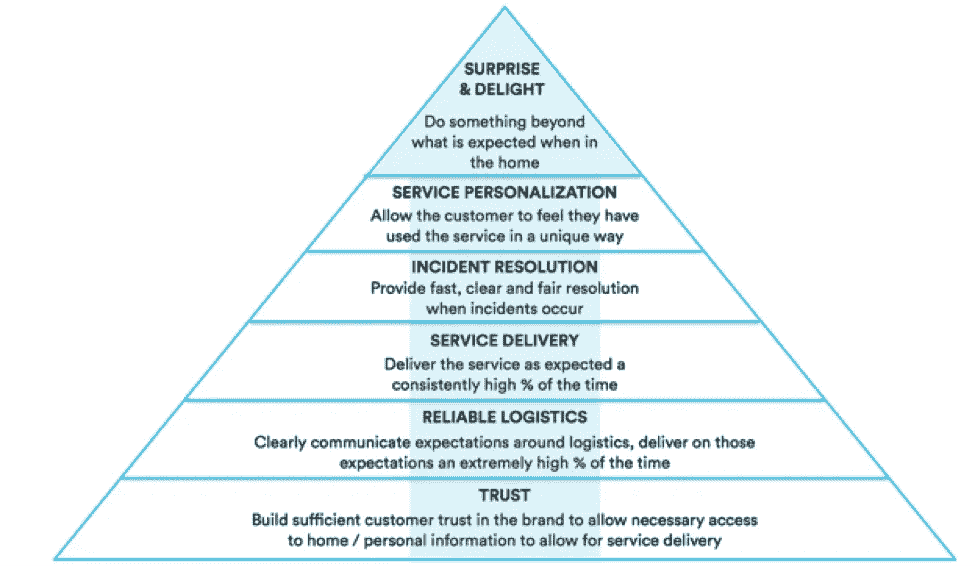 SURPRISE
& DELIGHT
Do something beyond
what is expected when in
the home
SERVICE PERSONALIZATION
Allow the customer to feel they have
used the service in a unique way
INCIDENT RESOLUTION
Provide fast, clear and fair resolution
when incidents occur
SERVICE DELIVERY
Deliver the service as expected a
consistently high % of the time
RELIABLE LOGISTICS
Clearly communicate expectations around logistics, deliver on those
expectations an extremely high % of the time
TRUST
Build sufficient customer trust in the brand to allow necessary access
to home / personal information to allow for service delivery